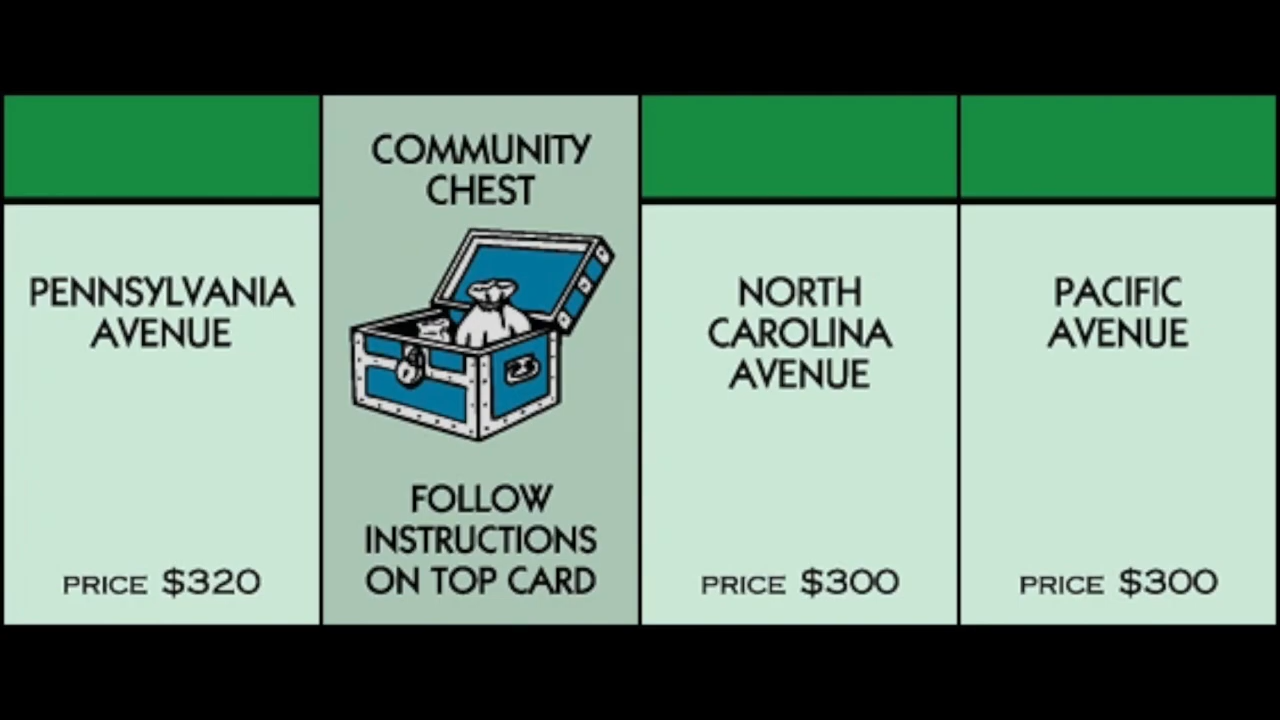 PENNSYLVANIA
AVENUE
PRICE $320
COMMUNITY
CHEST
FOLLOW
INSTRUCTIONS
ON TOP CARD
NORTH
CAROLINA
AVENUE
PRICE $300
PACIFIC
AVENUE
PRICE $300